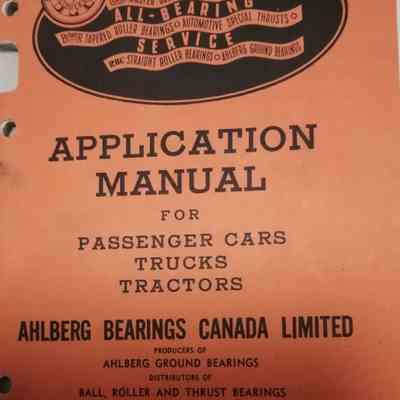 ALL-BEARING
BOWER TAPERED ROLLER BEARINGS • AUTOMOTIVE SPECIAL THRUSTS •
SERVICE
RBC STRAIGHT ROLLER BEARINGS • AHLBERG GROUND BEARINGS
APPLICATION
MANUAL
FOR
PASSENGER CARS
TRUCKS
TRACTORS
AHLBERG BEARINGS CANADA LIMITED
PRODUCERS OF
AHLBERG GROUND BEARINGS
DISTRIBUTORS OF
BALL, ROLLER AND THRUST BEARINGS